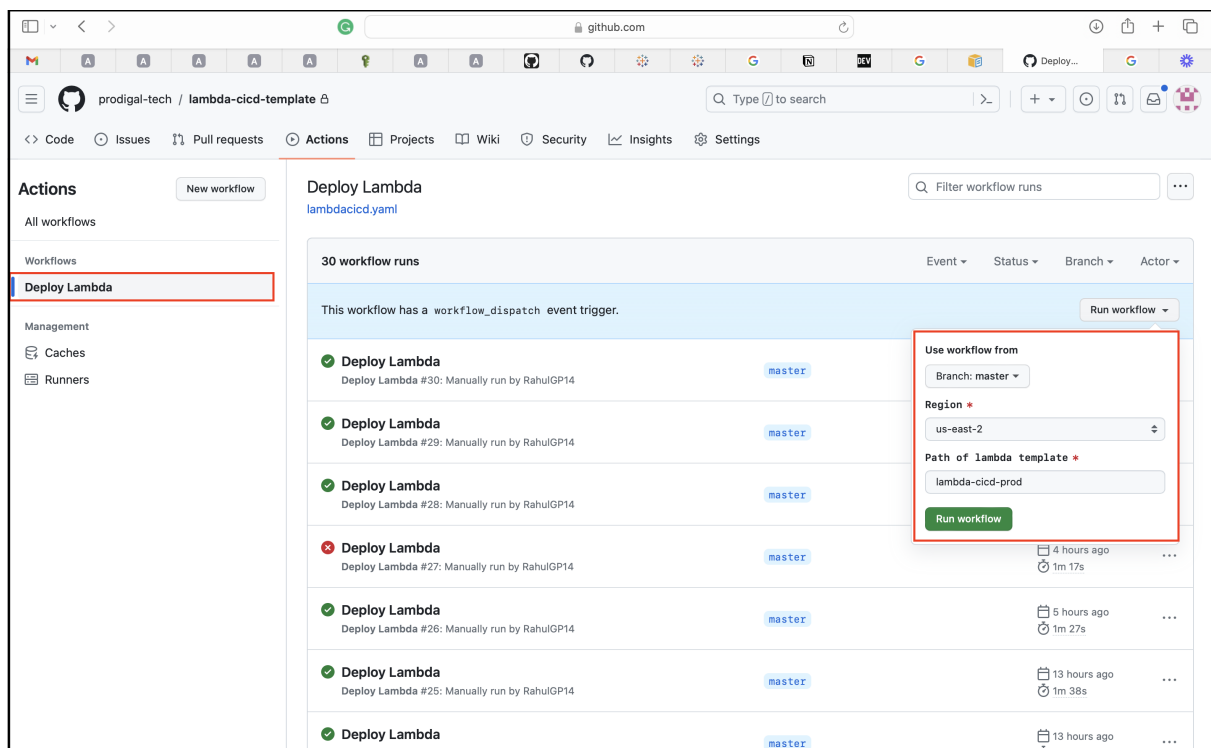 github.com
Deploy...
prodigal-tech / lambda-cicd-template
Type / to search
Code
Issues
Pull requests
Actions
Projects
Wiki
Security
Insights
Settings
Actions
New workflow
All workflows
Workflows
Deploy Lambda
Management
Caches
Runners
Deploy Lambda
lambdacicd.yaml
Filter workflow runs
30 workflow runs
Event
Status
Branch
Actor
This workflow has a workflow_dispatch event trigger.
Run workflow
Use workflow from
Branch: master
Region *
us-east-2
Path of lambda template *
lambda-cicd-prod
Run workflow
Deploy Lambda
Deploy Lambda #30: Manually run by RahulGP14
master
Deploy Lambda
Deploy Lambda #29: Manually run by RahulGP14
master
Deploy Lambda
Deploy Lambda #28: Manually run by RahulGP14
master
Deploy Lambda
Deploy Lambda #27: Manually run by RahulGP14
master
4 hours ago
1m 17s
Deploy Lambda
Deploy Lambda #26: Manually run by RahulGP14
master
5 hours ago
1m 27s
Deploy Lambda
Deploy Lambda #25: Manually run by RahulGP14
master
13 hours ago
1m 38s
Deploy Lambda
master
13 hours ago